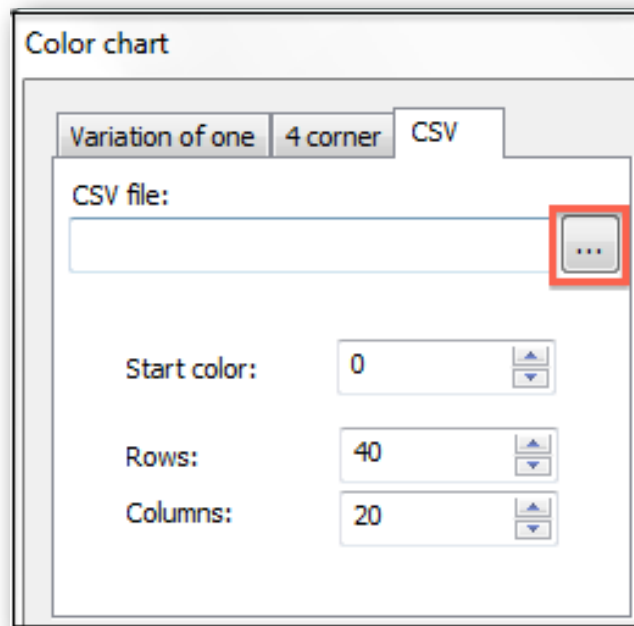 Color chart
Variation of one 4 corner CSV
CSV file:
...
Start color: 0
Rows: 40
Columns: 20